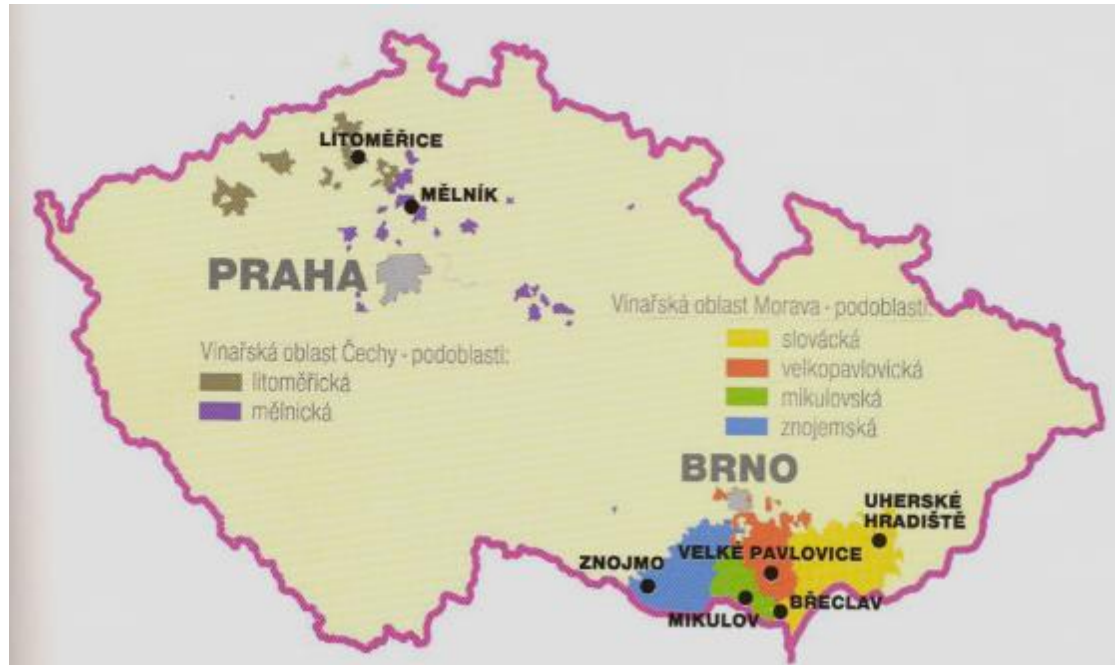 LITOMĚŘICE
MĚLNÍK
PRAHA
Vinařská oblast Morava - podoblasti:
slovácká
velkopavlovická
mikulovská
znojemská
Vinařská oblast Čechy - podoblasti:
litoměřická
mělnická
BRNO
UHERSKÉ
HRADIŠTĚ
ZNOJMO
VELKÉ PAVLOVICE
BŘECLAV
MIKULOV